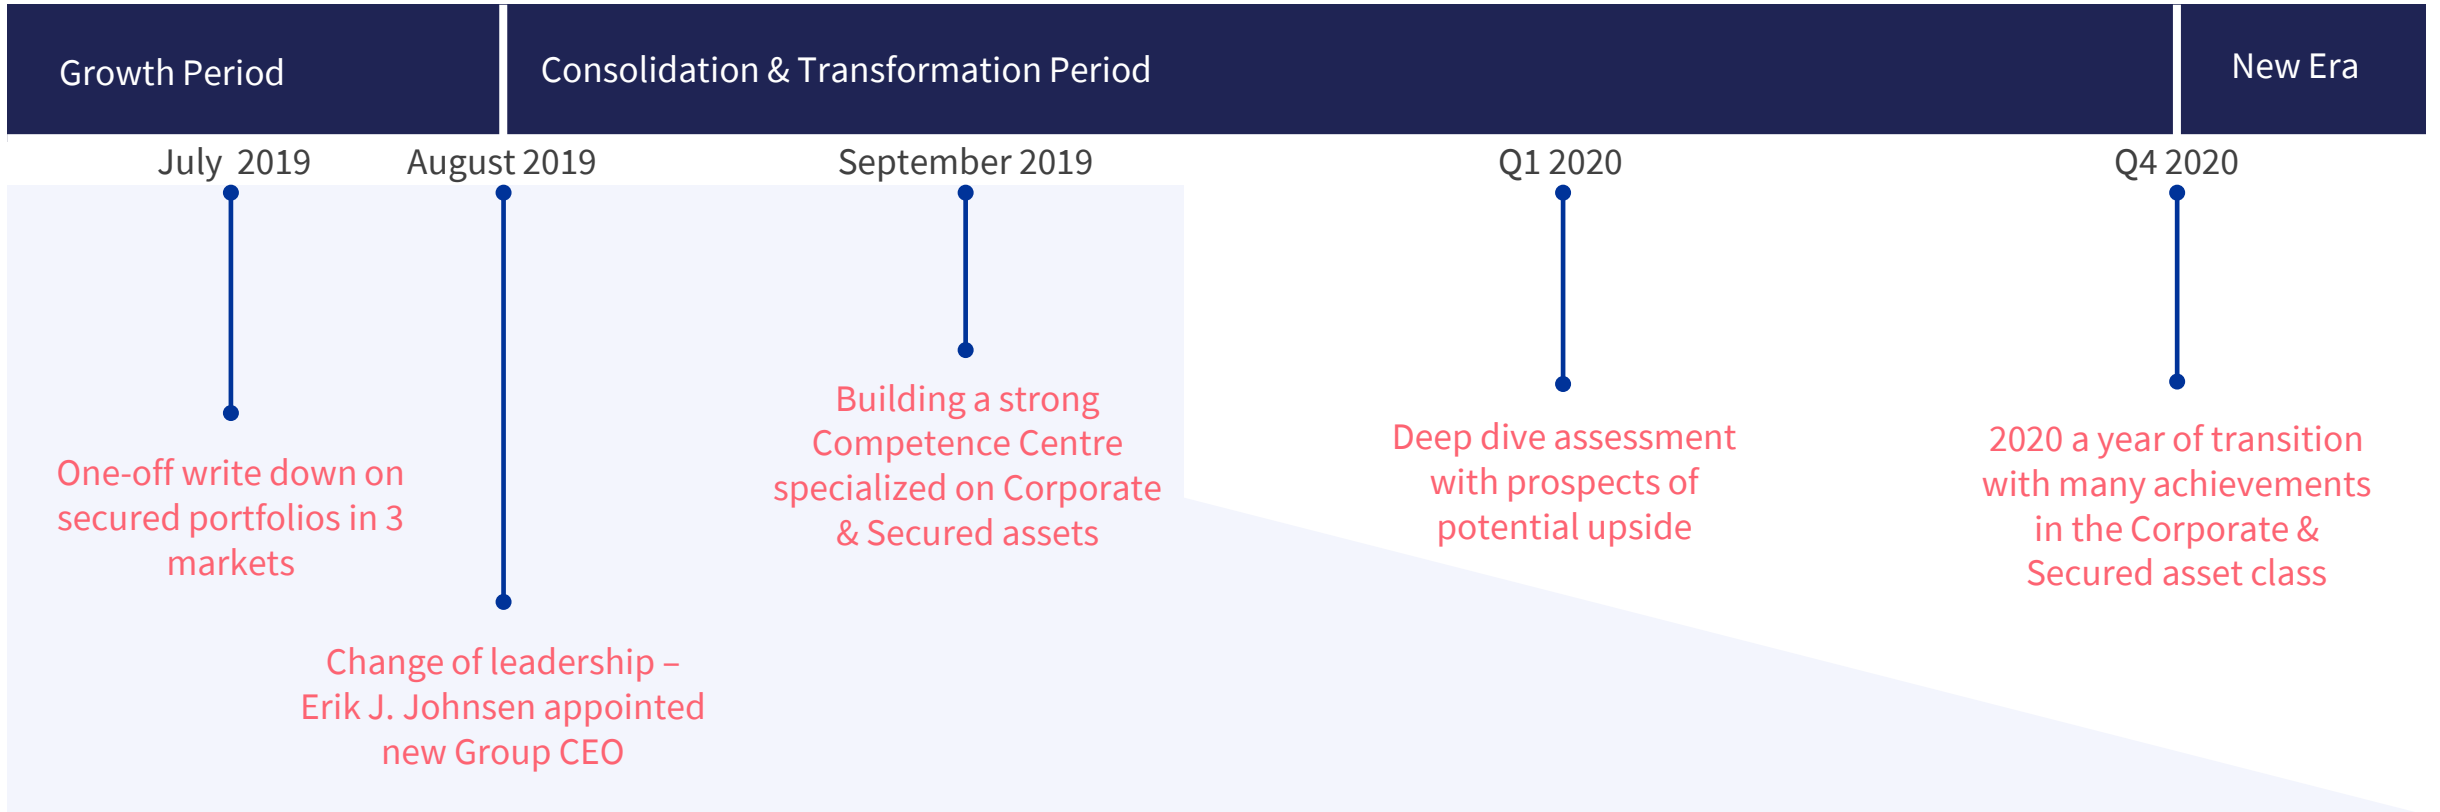 Growth Period
Consolidation & Transformation Period
New Era
July 2019
August 2019
September 2019
Q1 2020
Q4 2020
One-off write down on
secured portfolios in 3
markets
Change of leadership –
Erik J. Johnsen appointed
new Group CEO
Building a strong
Competence Centre
specialized on Corporate
& Secured assets
Deep dive assessment
with prospects of
potential upside
2020 a year of transition
with many achievements
in the Corporate &
Secured asset class